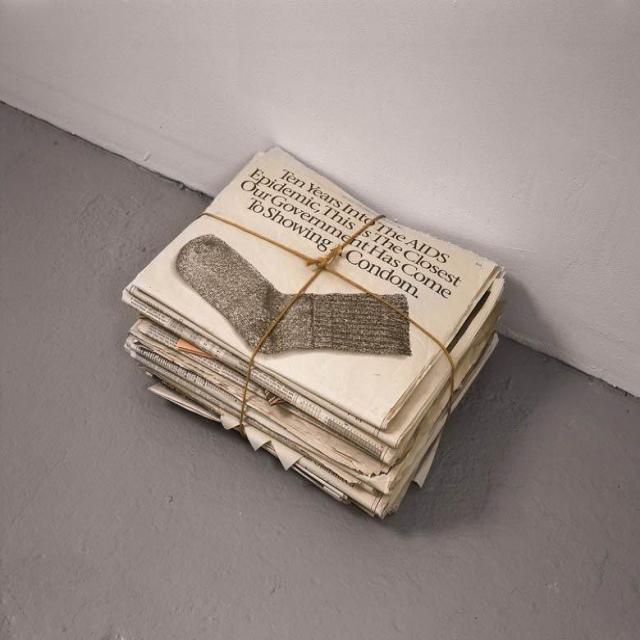 Ten Years Into The AIDS
Epidemic, This Is The Closest
Our Government Has Come
To Showing A Condom.